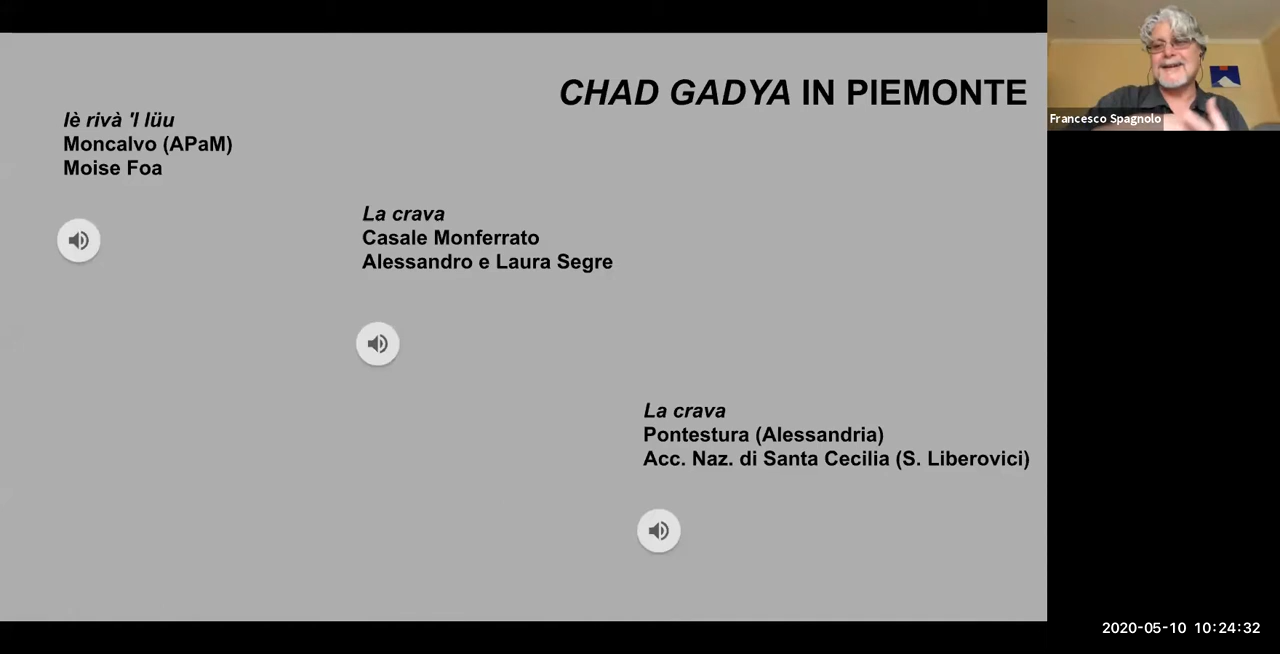 CHAD GADYA IN PIEMONTE
lè rivà 'l lüu
Moncalvo (APaM)
Moise Foa
La crava
Casale Monferrato
Alessandro e Laura Segre
La crava
Pontestura (Alessandria)
Acc. Naz. di Santa Cecilia (S. Liberovici)
Francesco Spagnolo
2020-05-10 10:24:32